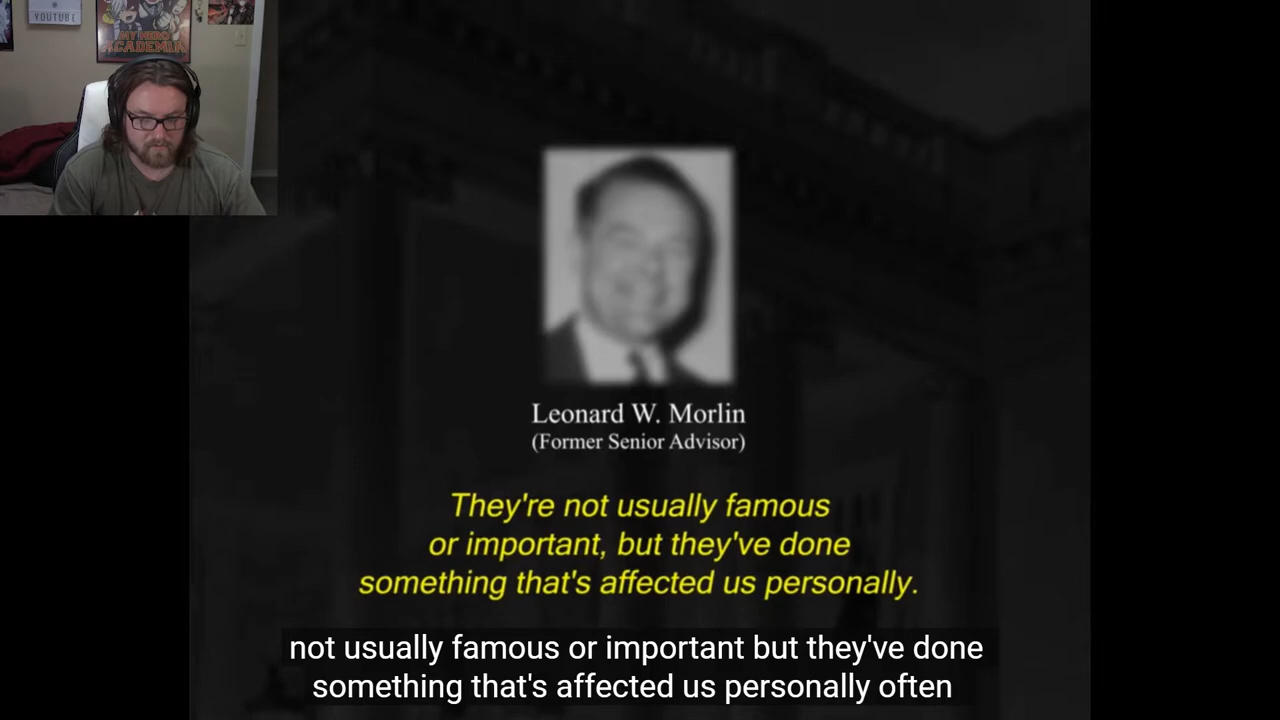 YOUTUBE
MY HERO
ACADEMIA
Leonard W. Morlin
(Former Senior Advisor)
They're not usually famous
or important, but they've done
something that's affected us personally.
not usually famous or important but they've done
something that's affected us personally often